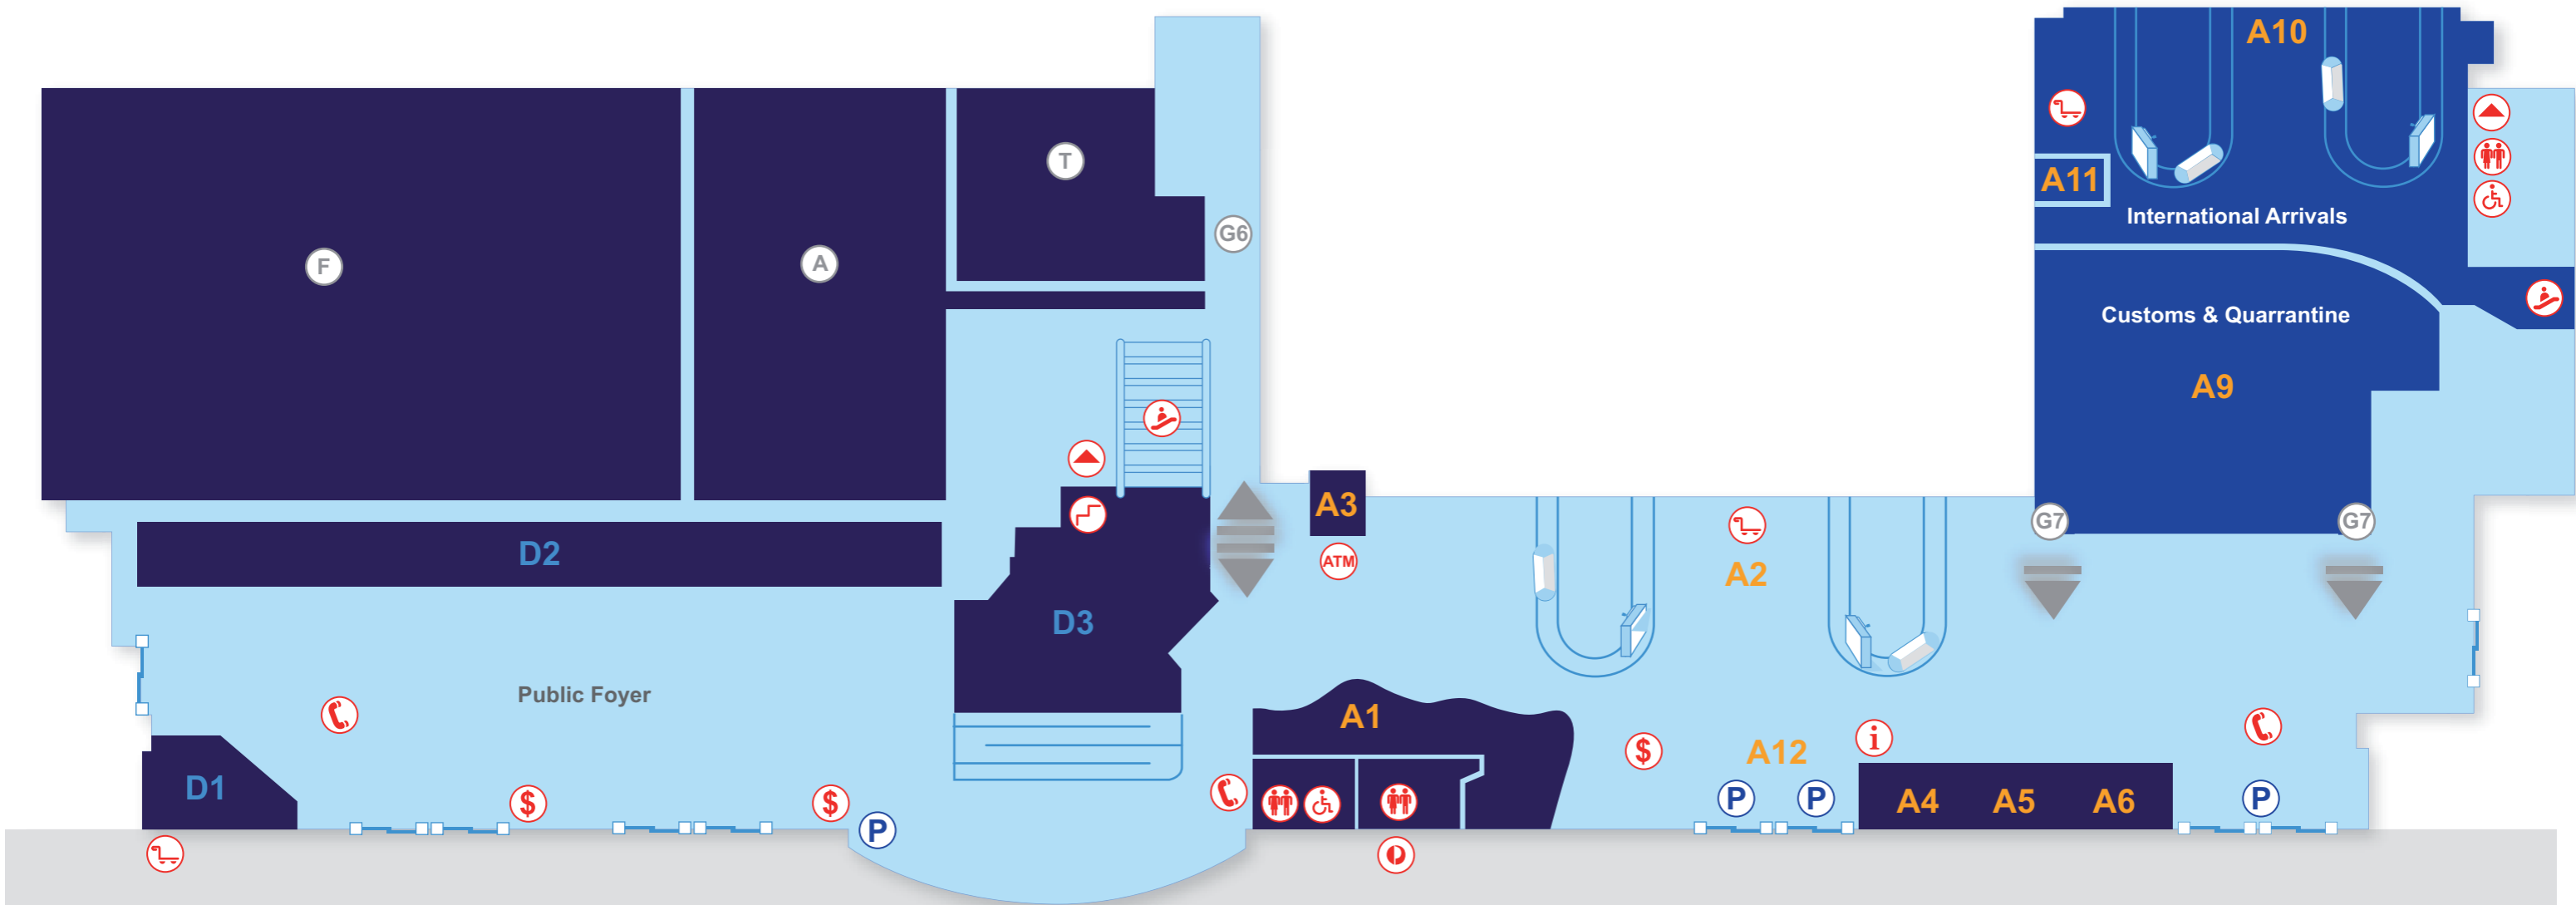 A10
A11
T
International Arrivals
G6
F
A
Customs & Quarrantine
A9
A3
G7
G7
D2
ATM
A2
D3
Public Foyer
A1
i
$
A12
D1
$
$
P
P
P
P
A4
A5
A6